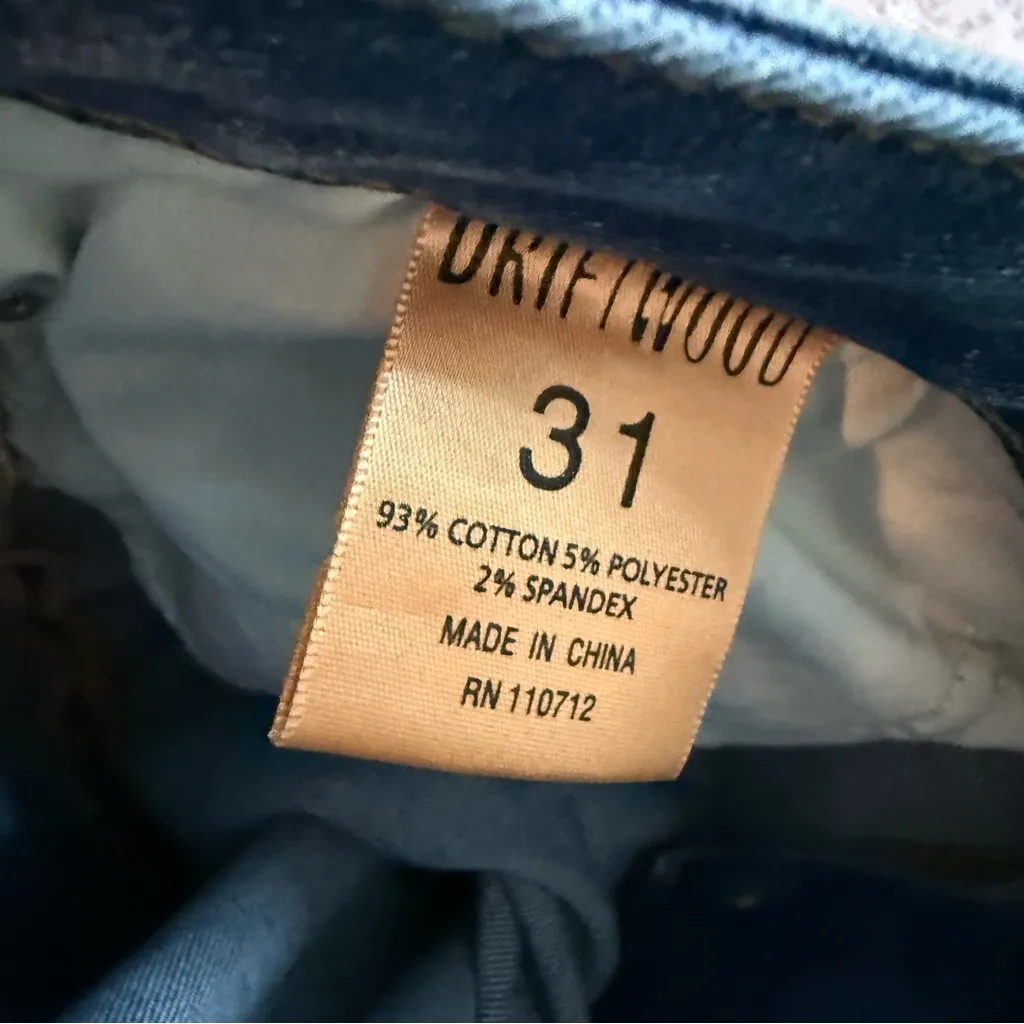 DRIFTWOOD
31
93% COTTON 5% POLYESTER
2% SPANDEX
MADE IN CHINA
RN 110712